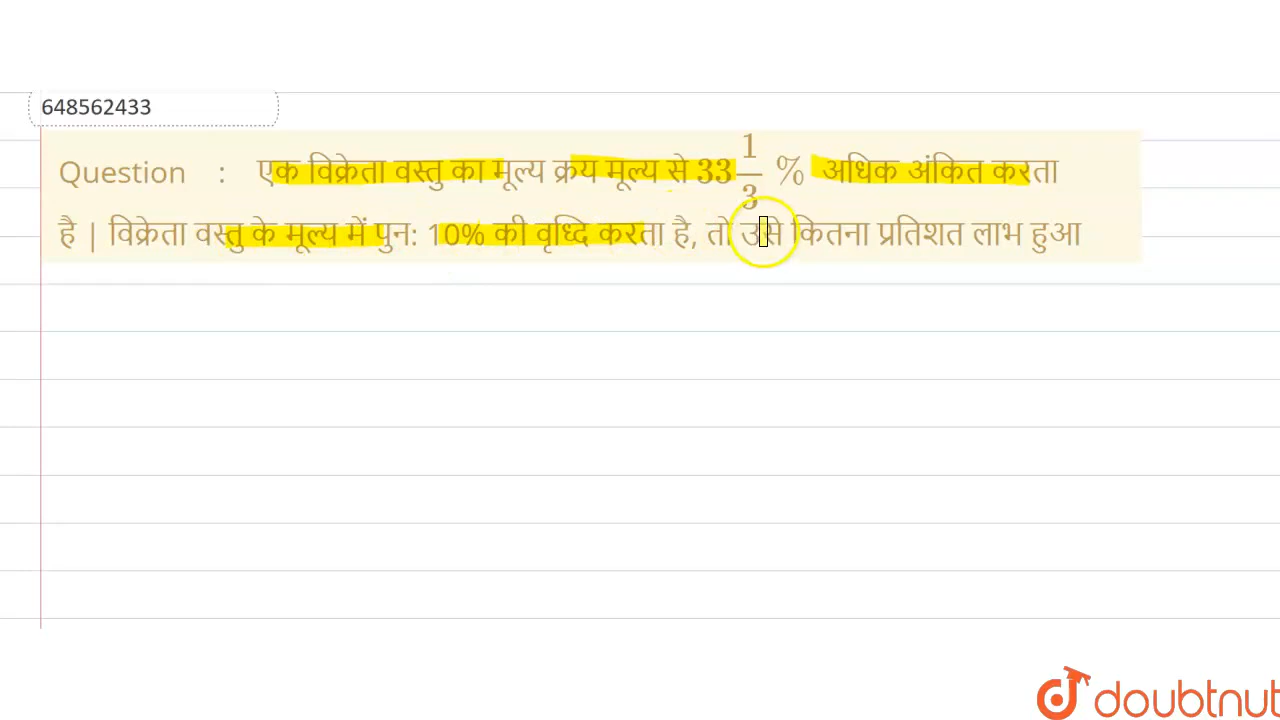 648562433
Question : एक विक्रेता वस्तु का मूल्य क्रय मूल्य से 33 1/3 % अधिक अंकित करता
है | विक्रेता वस्तु के मूल्य में पुन: 10% की वृध्दि करता है, तो उसे कितना प्रतिशत लाभ हुआ
doubtnut